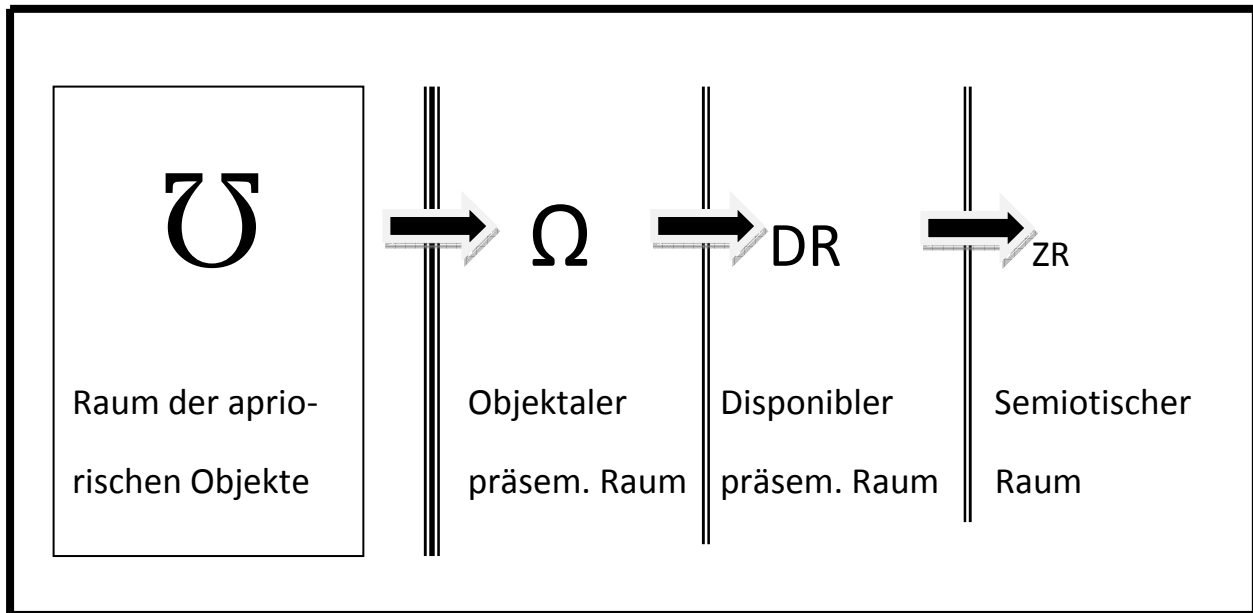 ℧
Ω
DR
ZR
Raum der aprio-
rischen Objekte
Objektaler
präsem. Raum
Disponibler
präsem. Raum
Semiotischer
Raum